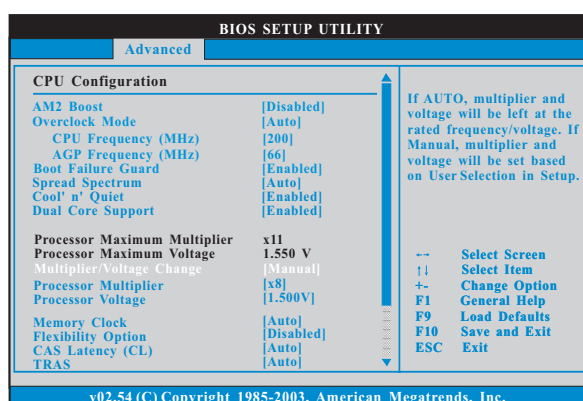 BIOS SETUP UTILITY
Advanced
CPU Configuration
AM2 Boost [Disabled]
Overclock Mode [Auto]
CPU Frequency (MHz) [200]
AGP Frequency (MHz) [66]
Boot Failure Guard [Enabled]
Spread Spectrum [Auto]
Cool' n' Quiet [Enabled]
Dual Core Support [Enabled]
Processor Maximum Multiplier x11
Processor Maximum Voltage 1.550 V
Multiplier/Voltage Change [Manual]
Processor Multiplier [x8]
Processor Voltage [1.500V]
Memory Clock [Auto]
Flexibility Option [Disabled]
CAS Latency (CL) [Auto]
TRAS [Auto]
If AUTO, multiplier and
voltage will be left at the
rated frequency/voltage. If
Manual, multiplier and
voltage will be set based
on User Selection in Setup.
←→ Select Screen
↑↓ Select Item
+- Change Option
F1 General Help
F9 Load Defaults
F10 Save and Exit
ESC Exit
v02.54 (C) Copyright 1985-2003, American Megatrends, Inc.